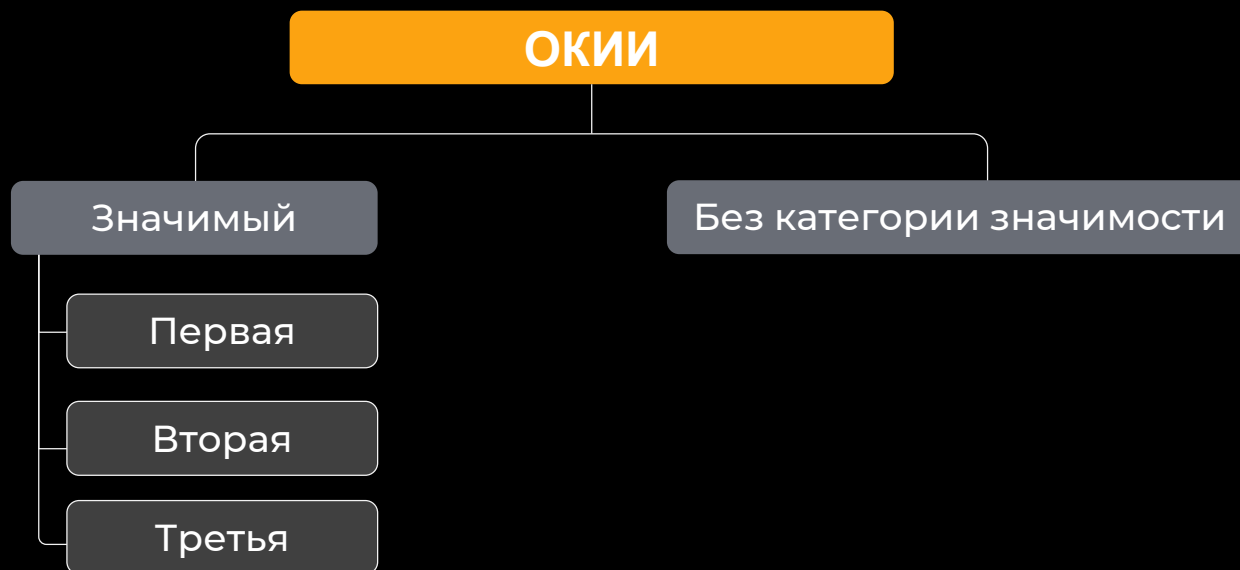 ОКИИ
Значимый
Без категории значимости
Первая
Вторая
Третья